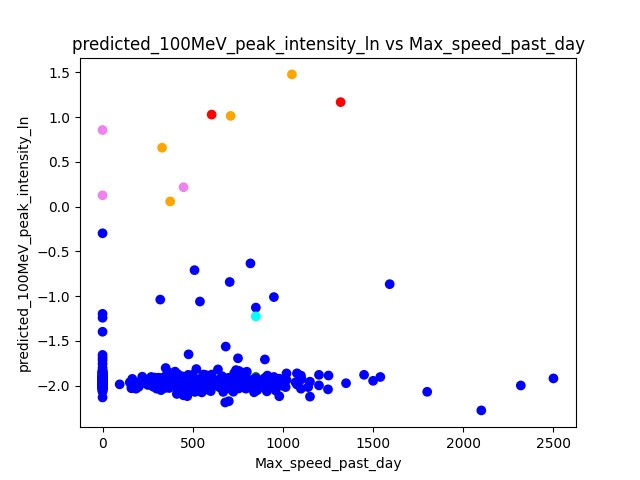 predicted_100MeV_peak_intensity_ln vs Max_speed_past_day
predicted_100MeV_peak_intensity_ln
1.5
1.0
0.5
0.0
−0.5
−1.0
−1.5
−2.0
0 500 1000 1500 2000 2500
Max_speed_past_day